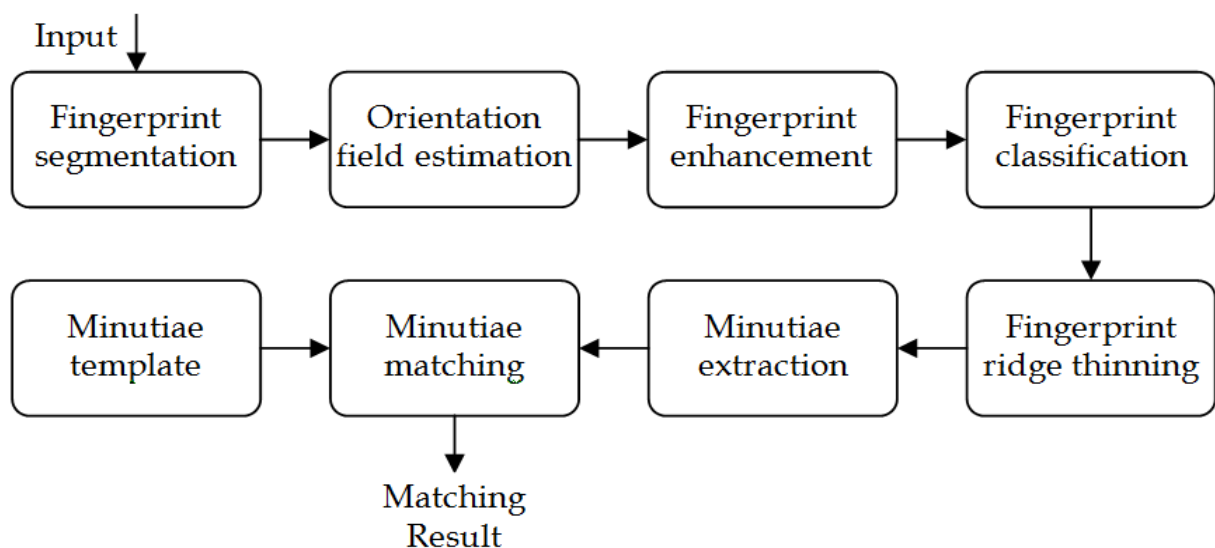 Input
Fingerprint
segmentation
Orientation
field estimation
Fingerprint
enhancement
Fingerprint
classification
Minutiae
template
Minutiae
matching
Minutiae
extraction
Fingerprint
ridge thinning
Matching
Result